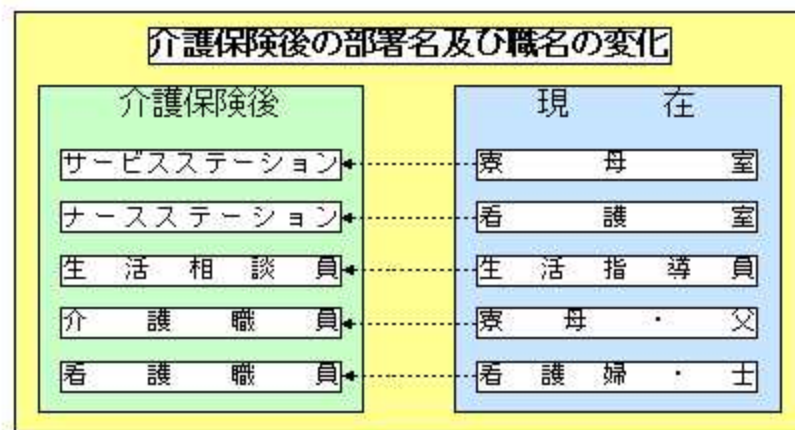 介護保険後の部署名及び職名の変化
介護保険後 現在
サービスステーション 寮母室
ナースステーション 看護室
生活相談員 生活指導員
介護職員 寮母・父
看護職員 看護婦・士